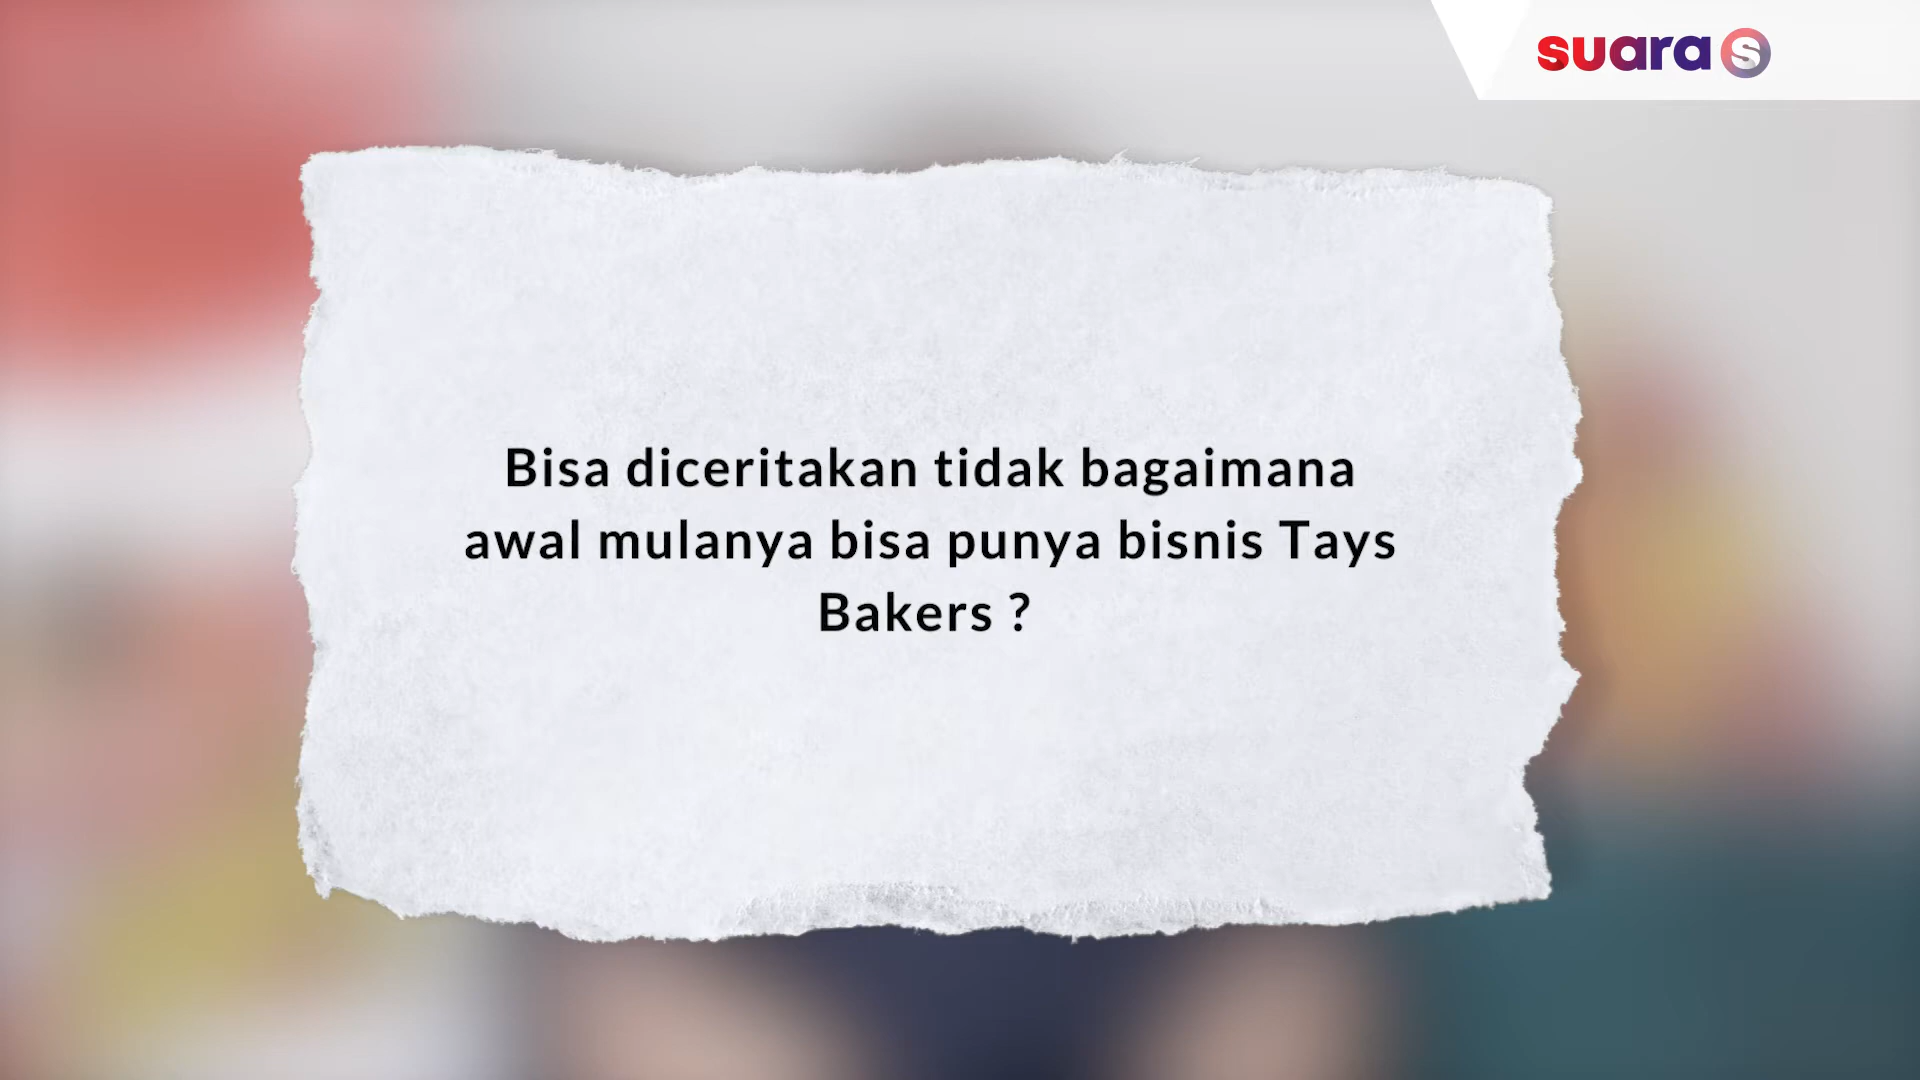 suara S
Bisa diceritakan tidak bagaimana
awal mulanya bisa punya bisnis Tays
Bakers ?